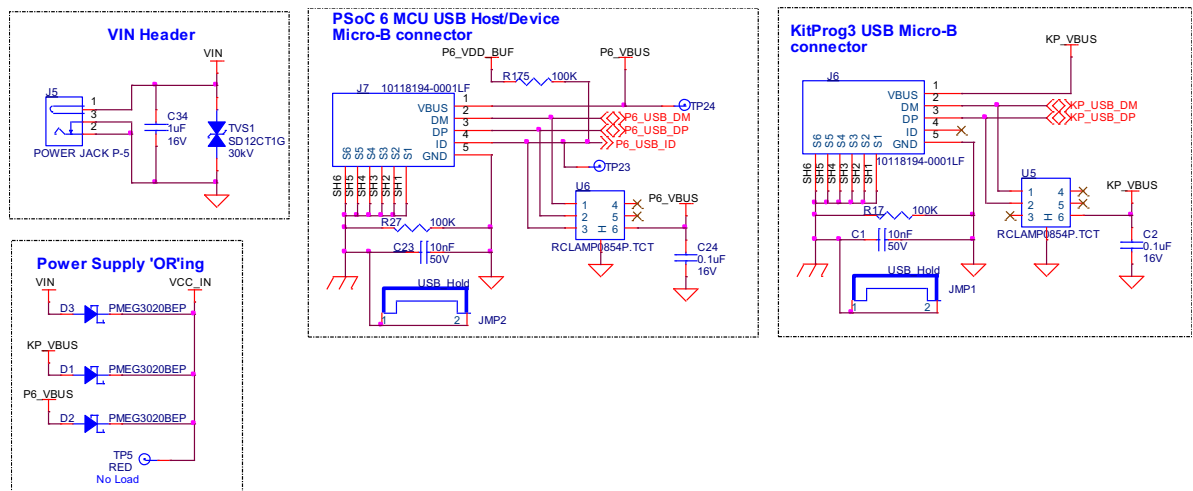 VIN Header
VIN
J5
1
3
2
POWER JACK P-5
C34
1uF
16V
TVS1
SD12CT1G
30kV
Power Supply 'OR'ing
VIN
VCC_IN
D3
PMEG3020BEP
KP_VBUS
D1
PMEG3020BEP
P6_VBUS
D2
PMEG3020BEP
TP5
RED
No Load
PSoC 6 MCU USB Host/Device
Micro-B connector
P6_VDD_BUF
P6_VBUS
R175
100K
J7
10118194-0001LF
VBUS
DM
DP
ID
GND
1
2
3
4
5
TP24
P6_USB_DM
P6_USB_DP
P6_USB_ID
TP23
S6
S5
S4
S3
S2
S1
SH6
SH5
SH4
SH3
SH2
SH1
R27
100K
C23
10nF
50V
U6
1
2
3
4
5
6
H
RCLAMP0854P.TCT
P6_VBUS
C24
0.1uF
16V
USB_Hold
1
2
JMP2
KitProg3 USB Micro-B
connector
KP_VBUS
J6
VBUS
DM
DP
ID
GND
1
2
3
4
5
KP_USB_DM
KP_USB_DP
10118194-0001LF
S6
S5
S4
S3
S2
S1
SH6
SH5
SH4
SH3
SH2
SH1
R17
100K
C1
10nF
50V
U5
1
2
3
4
5
6
H
RCLAMP0854P.TCT
KP_VBUS
C2
0.1uF
16V
USB_Hold
1
2
JMP1